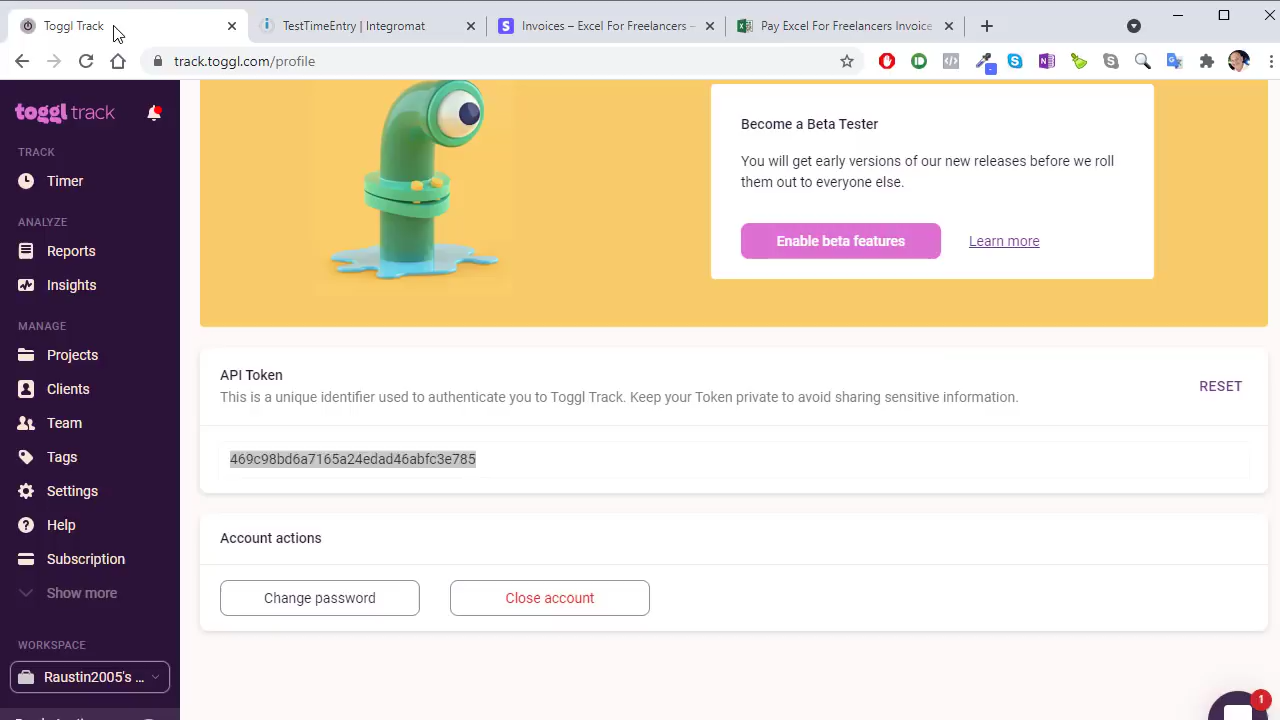 Toggl Track
TestTimeEntry | Integromat
Invoices – Excel For Freelancers –
Pay Excel For Freelancers Invoice
track.toggl.com/profile
toggl track
TRACK
Timer
ANALYZE
Reports
Insights
MANAGE
Projects
Clients
Team
Tags
Settings
Help
Subscription
Show more
WORKSPACE
Raustin2005's ...
Become a Beta Tester
You will get early versions of our new releases before we roll
them out to everyone else.
Enable beta features
Learn more
API Token
This is a unique identifier used to authenticate you to Toggl Track. Keep your Token private to avoid sharing sensitive information.
RESET
469c98bd6a7165a24edad46abfc3e785
Account actions
Change password
Close account
1